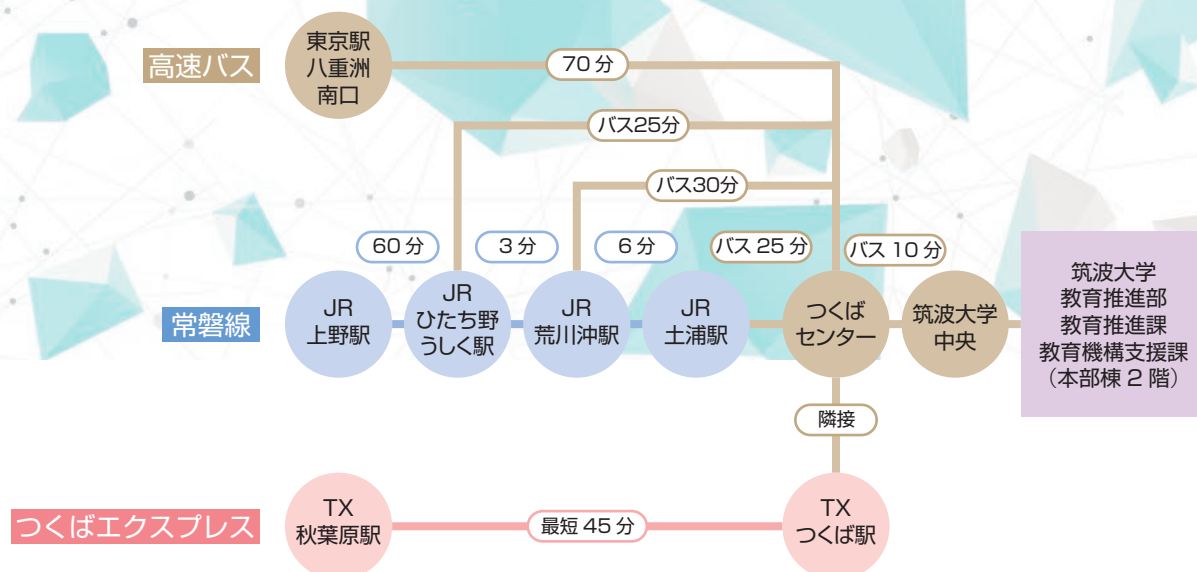 高速バス
東京駅
八重洲
南口
70 分
バス25分
バス30分
60 分
3 分
6 分
バス 25 分
バス 10 分
常磐線
JR
上野駅
JR
ひたち野
うしく駅
JR
荒川沖駅
JR
土浦駅
つくば
センター
筑波大学
中央
筑波大学
教育推進部
教育推進課
教育機構支援課
（本部棟 2 階）
隣接
つくばエクスプレス
TX
秋葉原駅
最短 45 分
TX
つくば駅